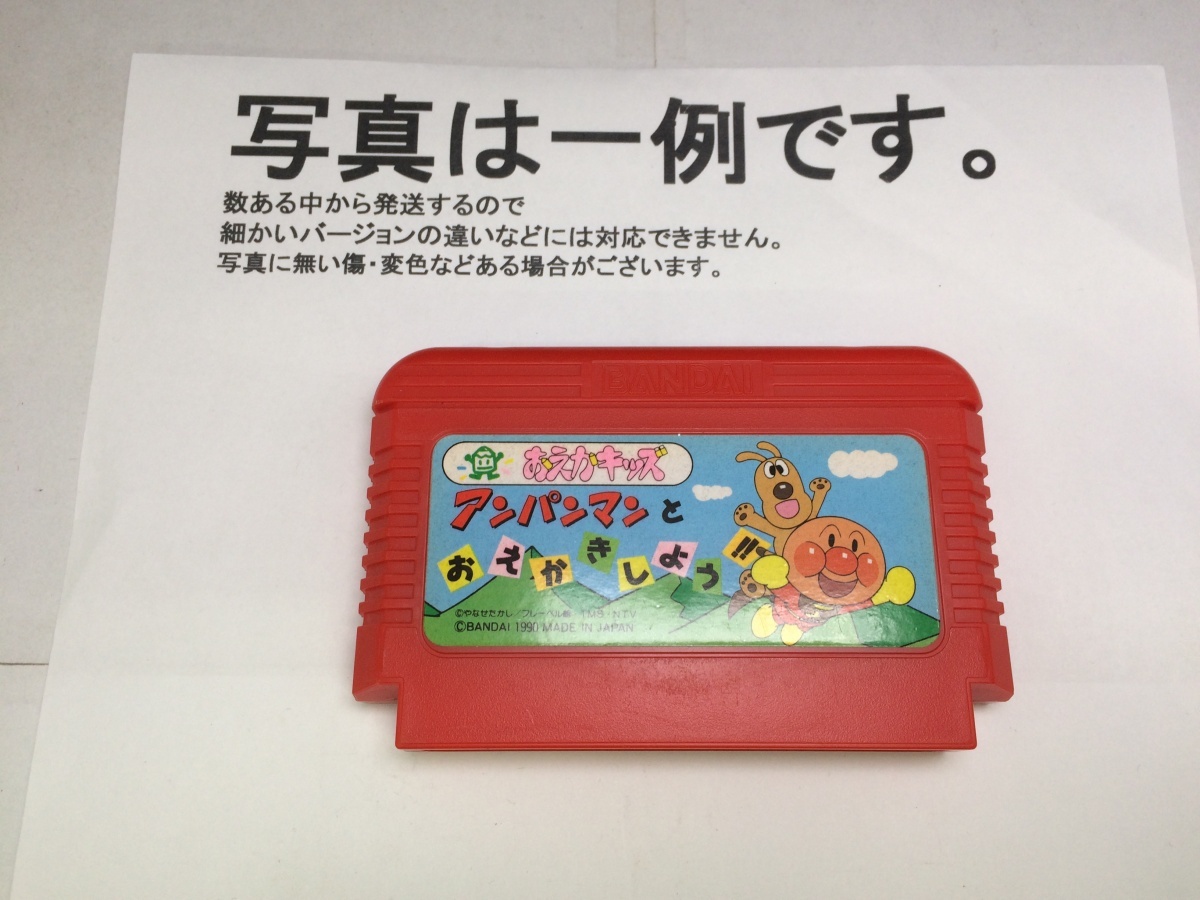 写真は一例です。
数ある中から発送するので
細かいバージョンの違いなどには対応できません。
写真に無い傷・変色などある場合がございます。
BANDAI
おえかキッズ
アンパンマンと
おえかきしよう!!
©やなせたかし/フレーベル館・TMS・NTV
©BANDAI 1990 MADE IN JAPAN